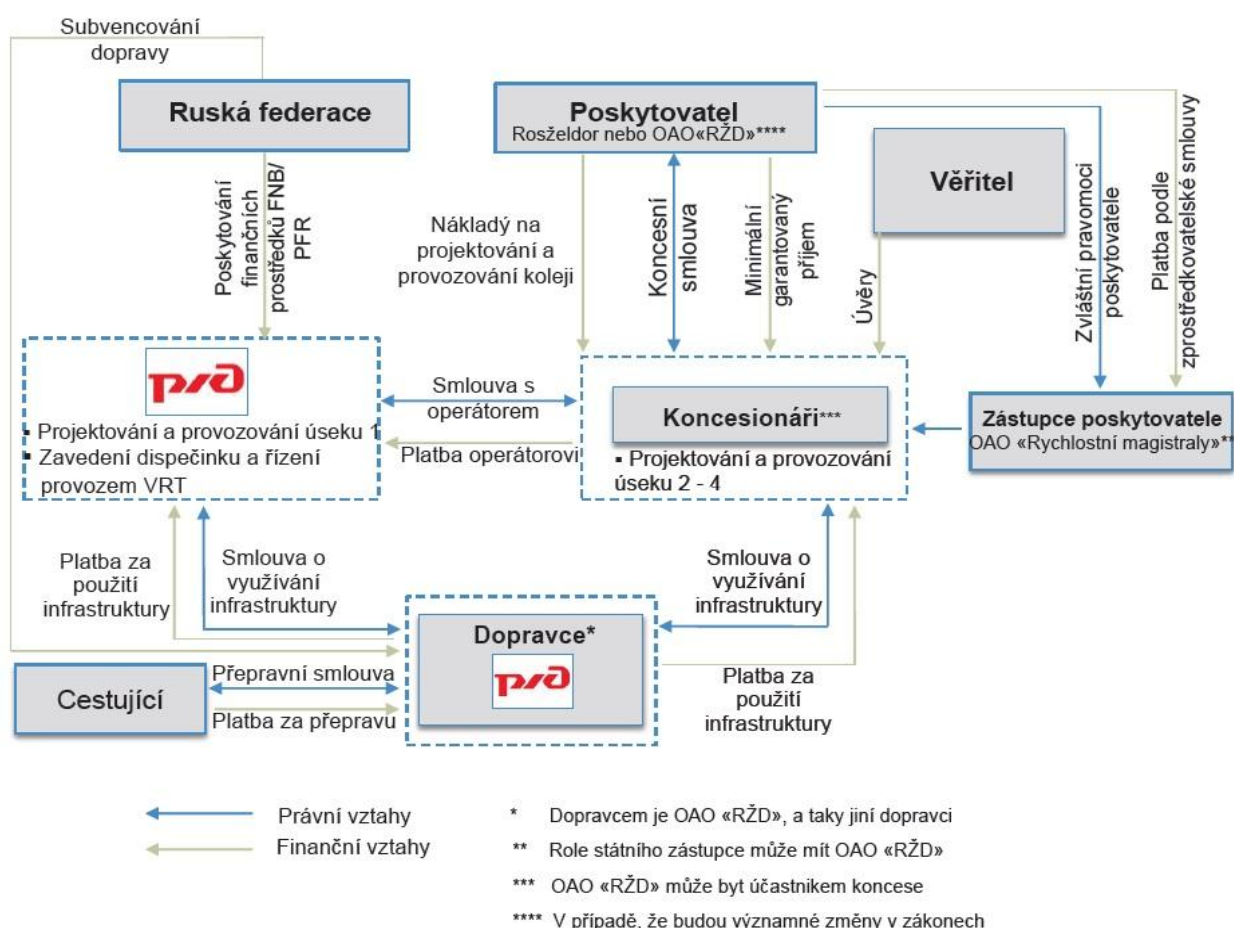 Subvencování
dopravy
Ruská federace
Poskytovatel
Rosželdor nebo OAO«RŽD»****
Věřitel
Poskytování
finančních
prostředků FNB/
PFR
Nákladý na
projektování a
provozování koleji
Koncesní
smlouva
Minimální
garantovaný
příjem
Úvěry
Zvláštní pravomoci
poskytovatele
Platba podle
zprostředkovatelské smlouvy
ржд
▪ Projektování a provozování úseku 1
▪ Zavedení dispečinku a řízení
provozem VRT
Smlouva s
operátorem
Platba operátorovi
Koncesionáři***
▪ Projektování a provozování
úseku 2 - 4
Zástupce poskytovatele
OAO «Rychlostní magistraly»**
Platba za
použití
infrastruktury
Smlouva o
využívání
infrastruktury
Smlouva o
využívání
infrastruktury
Dopravce*
ржд
Platba za
použití
infrastruktury
Cestující
Přepravní smlouva
Platba za přepravu
Právní vztahy
Finanční vztahy
* Dopravcem je OAO «RŽD», a taky jiní dopravci
** Role státního zástupce může mít OAO «RŽD»
*** OAO «RŽD» může byt účastnikem koncese
**** V případě, že budou významné změny v zákonech